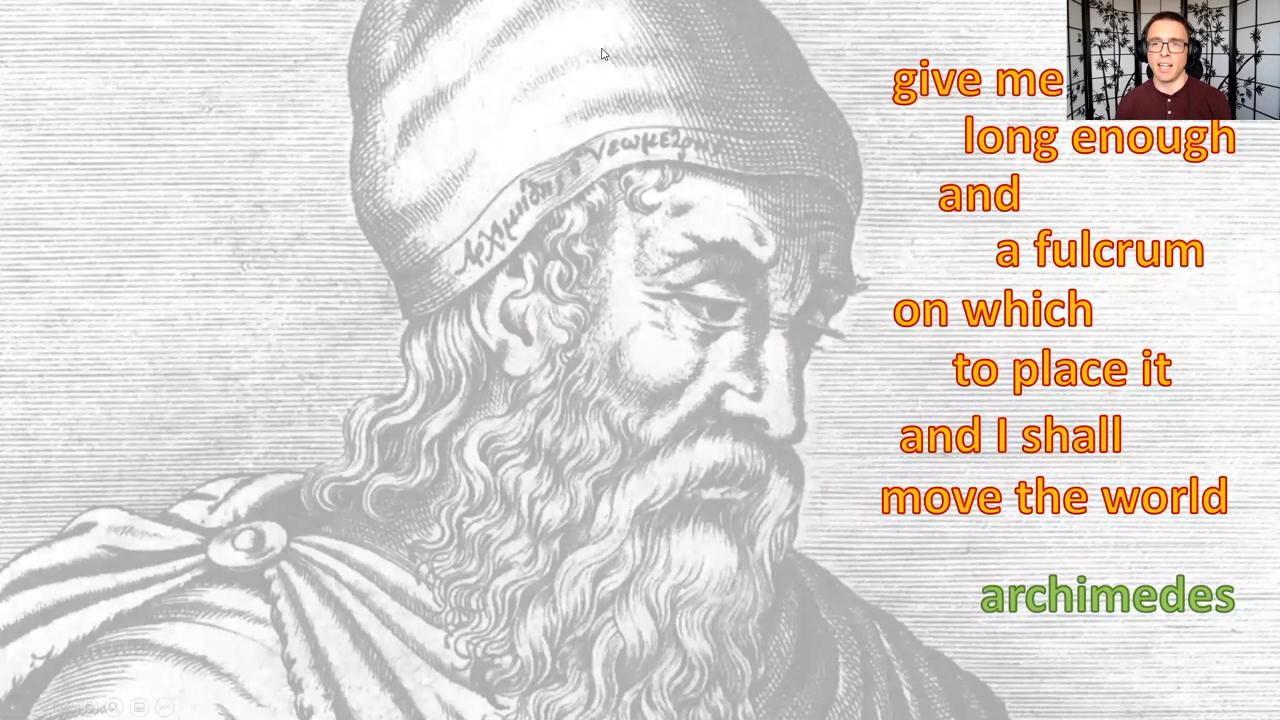 give me
long enough
and
a fulcrum
on which
to place it
and I shall
move the world
archimedes